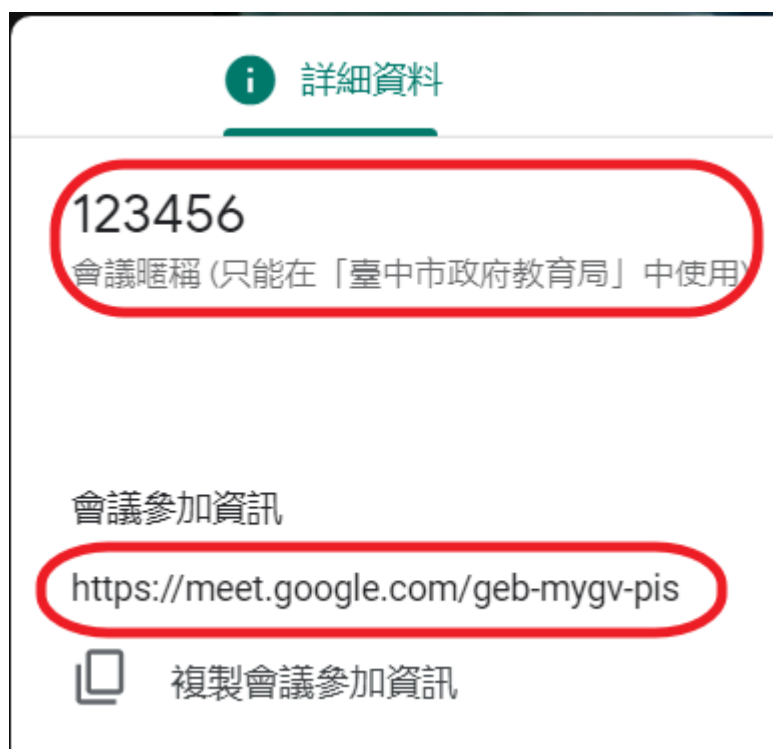 詳細資料
123456
會議暱稱 (只能在「臺中市政府教育局」中使用)
會議參加資訊
https://meet.google.com/geb-mygv-pis
複製會議參加資訊